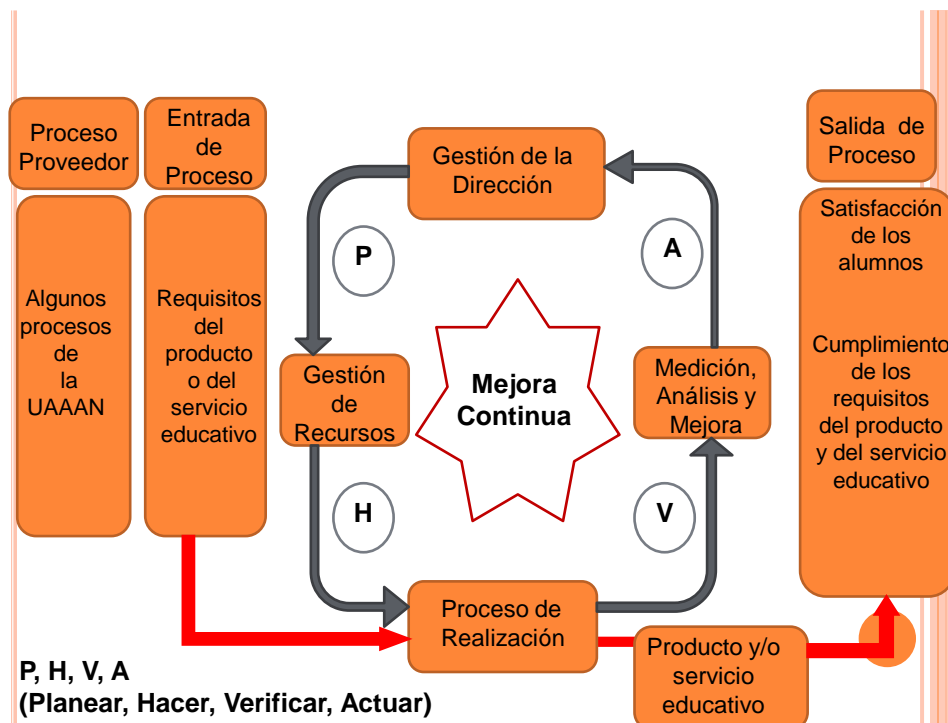 Proceso
Proveedor
Entrada
de
Proceso
Salida de
Proceso
Algunos
procesos
de
la
UAAAN
Requisitos
del
producto
o del
servicio
educativo
Gestión de la
Dirección
P
A
Gestión
de
Recursos
Mejora
Continua
Medición,
Análisis y
Mejora
H
V
Proceso de
Realización
Producto y/o
servicio
educativo
Satisfacción
de los
alumnos
Cumplimiento
de los
requisitos
del producto
y del servicio
educativo
P, H, V, A
(Planear, Hacer, Verificar, Actuar)